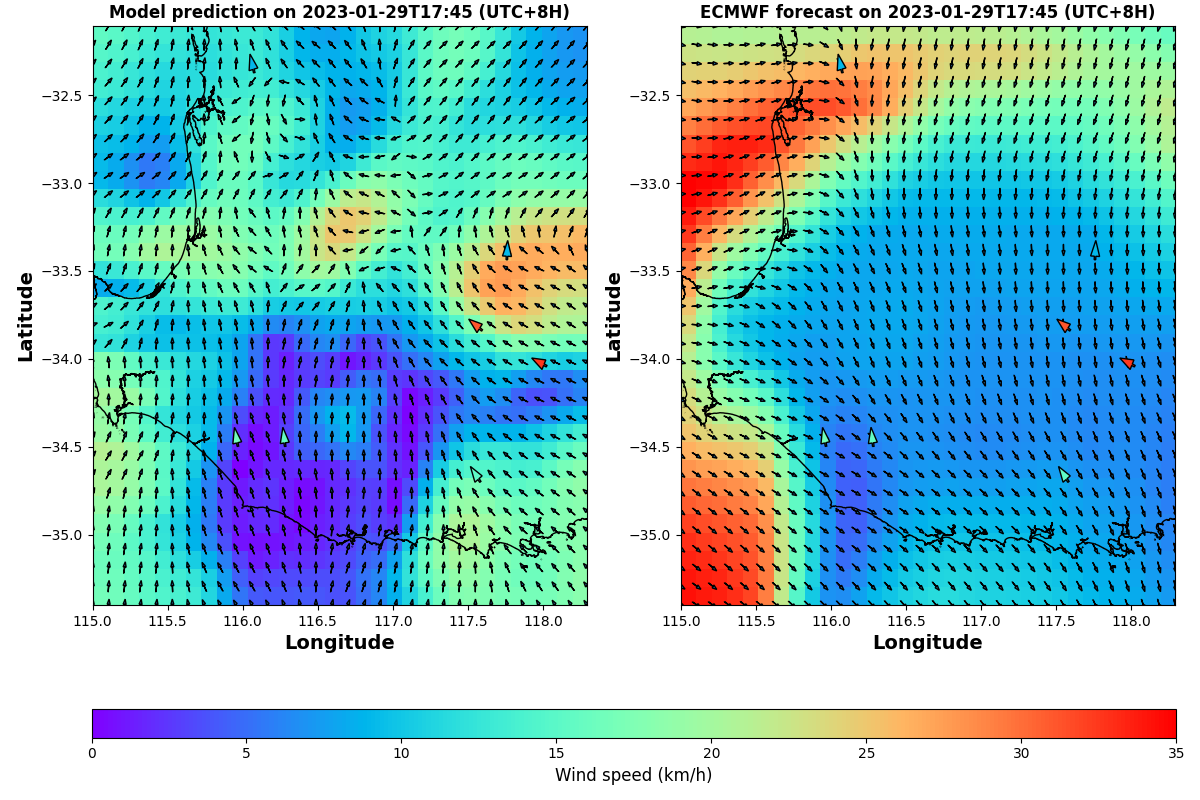 Model prediction on 2023-01-29T17:45 (UTC+8H)
ECMWF forecast on 2023-01-29T17:45 (UTC+8H)
Latitude
−32.5
−33.0
−33.5
−34.0
−34.5
−35.0
115.0 115.5 116.0 116.5 117.0 117.5 118.0
Longitude
Latitude
−32.5
−33.0
−33.5
−34.0
−34.5
−35.0
115.0 115.5 116.0 116.5 117.0 117.5 118.0
Longitude
0 5 10 15 20 25 30 35
Wind speed (km/h)